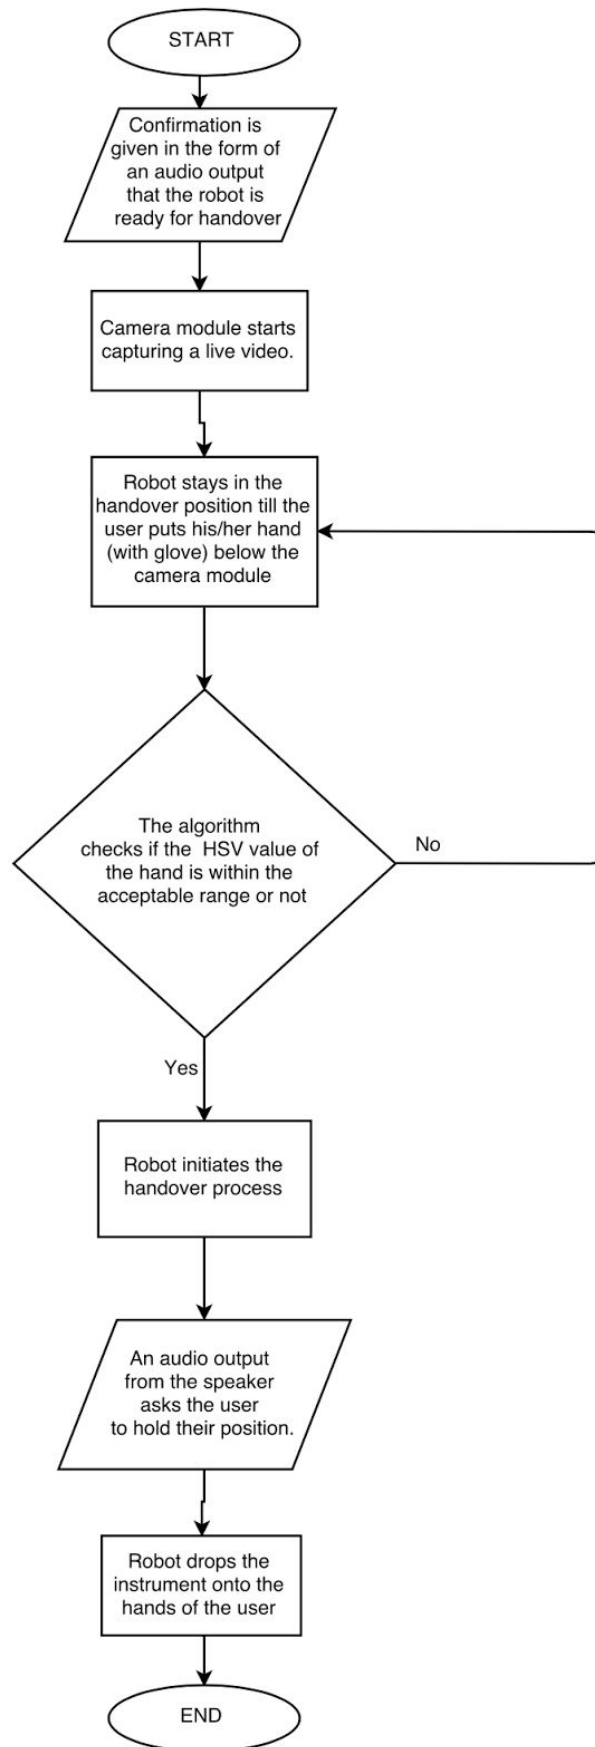 START
Confirmation is
given in the form of
an audio output
that the robot is
ready for handover
Camera module starts
capturing a live video.
Robot stays in the
handover position till the
user puts his/her hand
(with glove) below the
camera module
The algorithm
checks if the  HSV value of
the hand is within the
acceptable range or not
No
Yes
Robot initiates the
handover process
An audio output
from the speaker
asks the user
to hold their position.
Robot drops the
instrument onto the
hands of the user
END